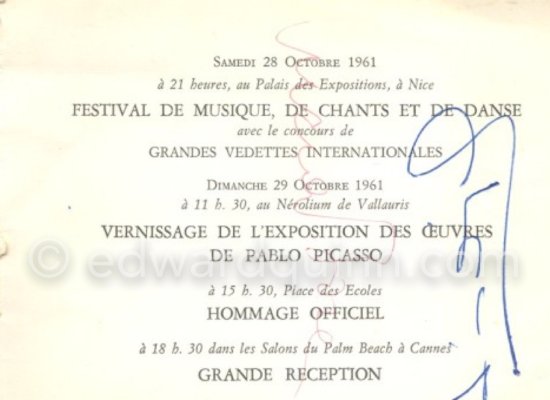 SAMEDI 28 OCTOBRE 1961
à 21 heures, au Palais des Expositions, à Nice
FESTIVAL DE MUSIQUE, DE CHANTS ET DE DANSE
avec le concours de
GRANDES VEDETTES INTERNATIONALES
DIMANCHE 29 OCTOBRE 1961
à 11 h. 30, au Nérolium de Vallauris
VERNISSAGE DE L'EXPOSITION DES ŒUVRES
DE PABLO PICASSO
© edwardquinn.com
à 15 h. 30, Place des Ecoles
HOMMAGE OFFICIEL
à 18 h. 30 dans les Salons du Palm Beach à Cannes
GRANDE RECEPTION